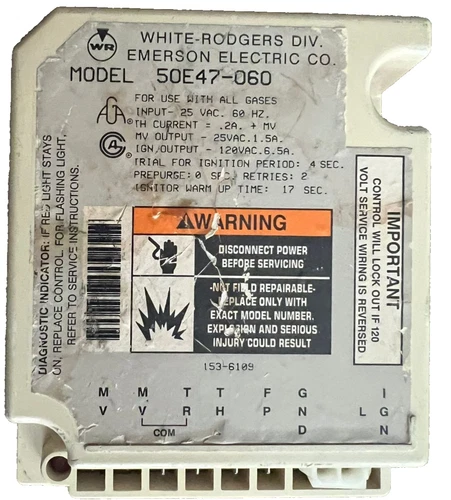 WR
WHITE-RODGERS DIV.
EMERSON ELECTRIC CO.
MODEL 50E47-060
FOR USE WITH ALL GASES
INPUT- 25 VAC. 60 HZ.
TH CURRENT = .2A. + MV
MV OUTPUT - 25VAC.1.5A.
IGN.OUTPUT - 120VAC.6.5A.
TRIAL FOR IGNITION PERIOD: 4 SEC.
PREPURGE:0 SEC. RETRIES: 2
IGNITOR WARM UP TIME: 17 SEC.
DIAGNOSTIC INDICATOR: IF RED LIGHT STAYS
ON, REPLACE CONTROL. FOR FLASHING LIGHT,
REFER TO SERVICE INSTRUCTIONS.
WARNING
DISCONNECT POWER
BEFORE SERVICING
-NOT FIELD REPAIRABLE-
REPLACE ONLY WITH
EXACT MODEL NUMBER.
EXPLOSION AND SERIOUS
INJURY COULD RESULT
IMPORTANT
CONTROL WILL LOCK OUT IF 120
VOLT SERVICE WIRING IS REVERSED
153-6109
M M T T F G I
V V R H P N L G
COM D N